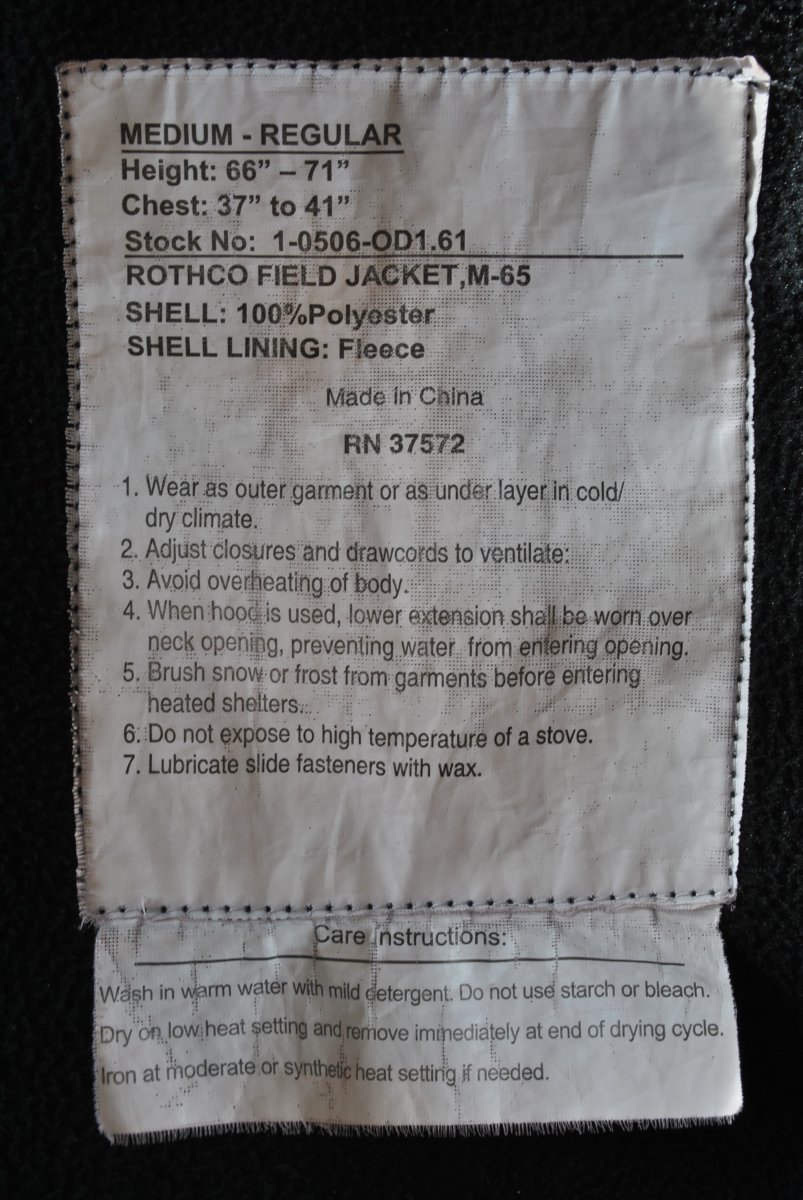 MEDIUM - REGULAR
Height: 66” – 71”
Chest: 37” to 41”
Stock No: 1-0506-OD1.61
ROTHCO FIELD JACKET,M-65
SHELL: 100%Polyester
SHELL LINING: Fleece
Made in China
RN 37572
1. Wear as outer garment or as under layer in cold/
dry climate.
2. Adjust closures and drawcords to ventilate:
3. Avoid overheating of body.
4. When hood is used, lower extension shall be worn over
neck opening, preventing water from entering opening.
5. Brush snow or frost from garments before entering
heated shelters.
6. Do not expose to high temperature of a stove.
7. Lubricate slide fasteners with wax.
Care Instructions:
Wash in warm water with mild detergent. Do not use starch or bleach.
Dry on low heat setting and remove immediately at end of drying cycle.
Iron at moderate or synthetic heat setting if needed.